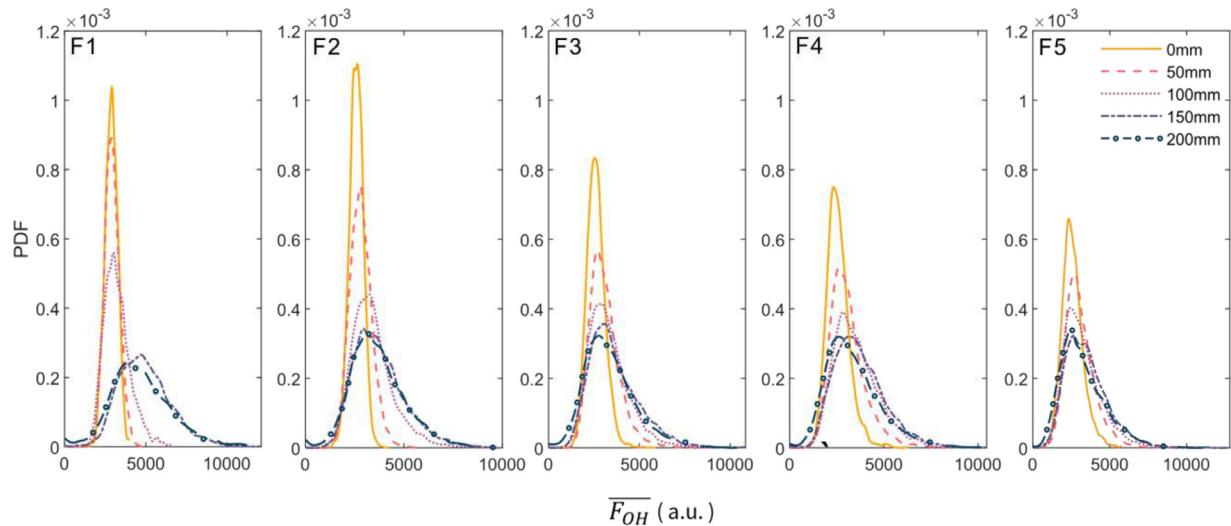 ×10⁻³ ×10⁻³ ×10⁻³ ×10⁻³ ×10⁻³
1.2 1.2 1.2 1.2 1.2
F1 F2 F3 F4 F5
0mm
50mm
100mm
150mm
200mm
1 1 1 1 1
0.8 0.8 0.8 0.8 0.8
PDF
0.6 0.6 0.6 0.6 0.6
0.4 0.4 0.4 0.4 0.4
0.2 0.2 0.2 0.2 0.2
0 0 0 0 0
0 5000 10000 0 5000 10000 0 5000 10000 0 5000 10000 0 5000 10000
F_OH (a.u.)